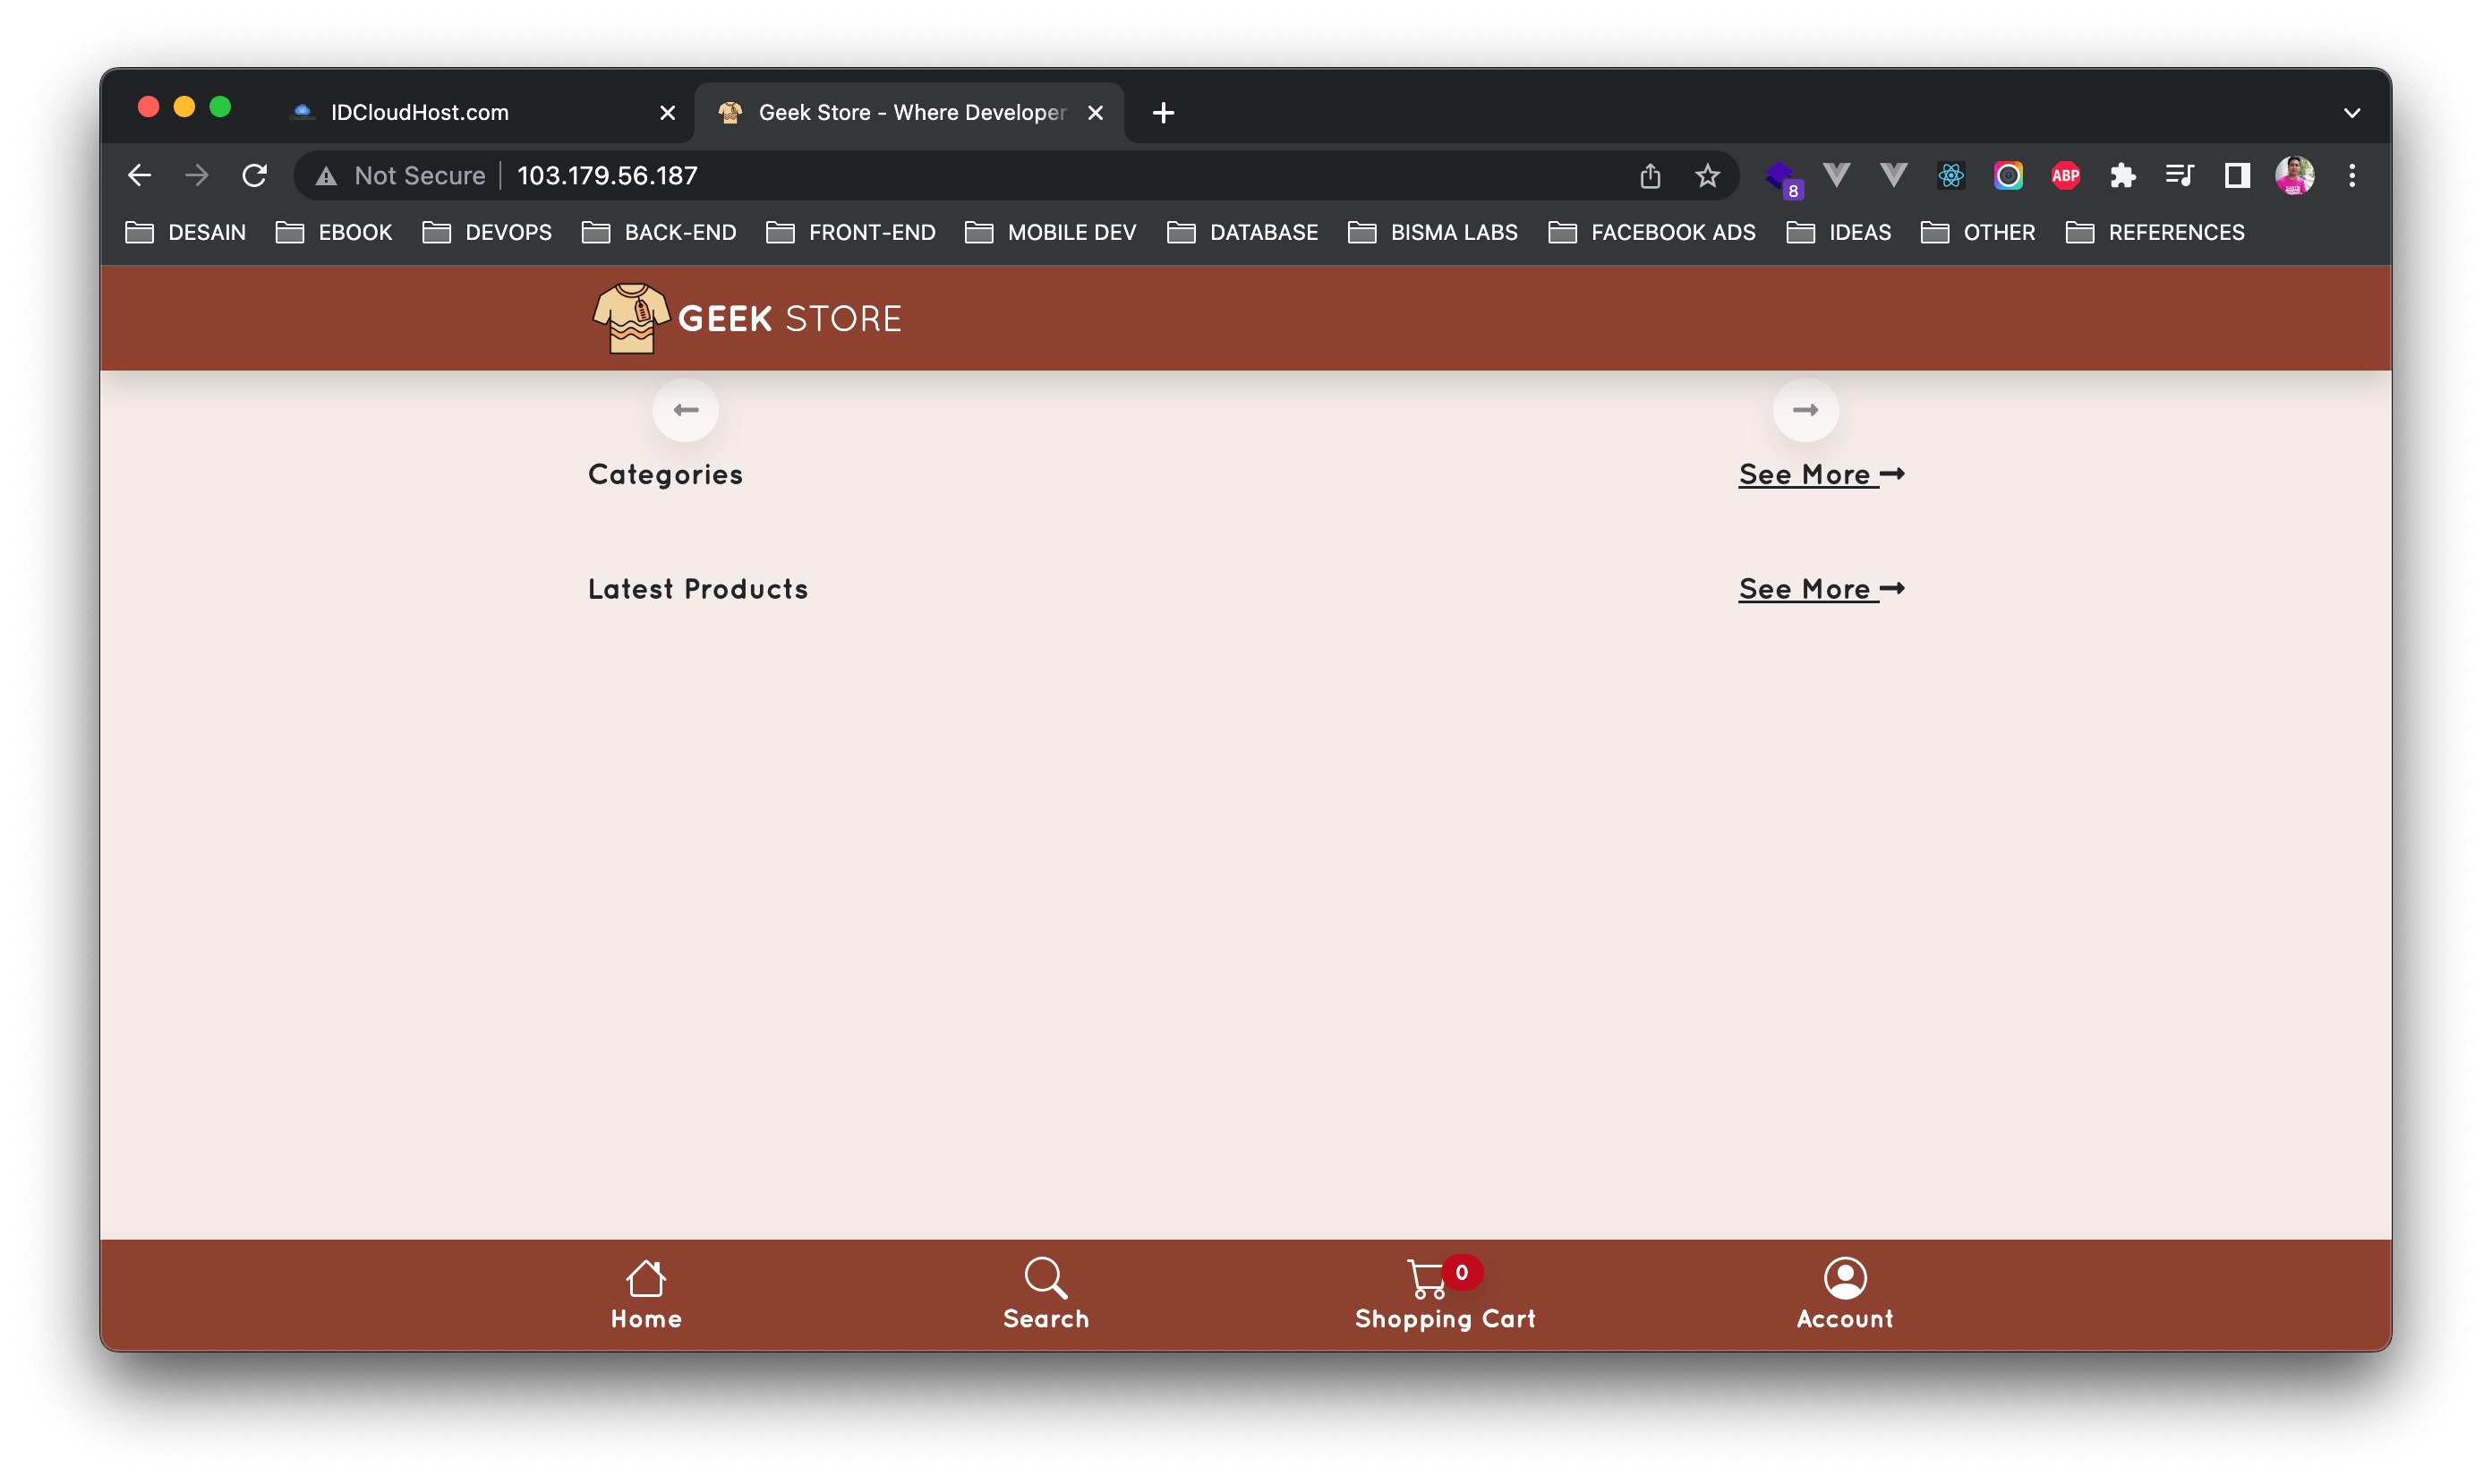 IDCloudHost.com
Geek Store - Where Developer
Not Secure 103.179.56.187
8
ABP
DESAIN EBOOK DEVOPS BACK-END FRONT-END MOBILE DEV DATABASE BISMA LABS FACEBOOK ADS IDEAS OTHER REFERENCES
GEEK STORE
Categories
See More
Latest Products
See More
0
Home Search Shopping Cart Account